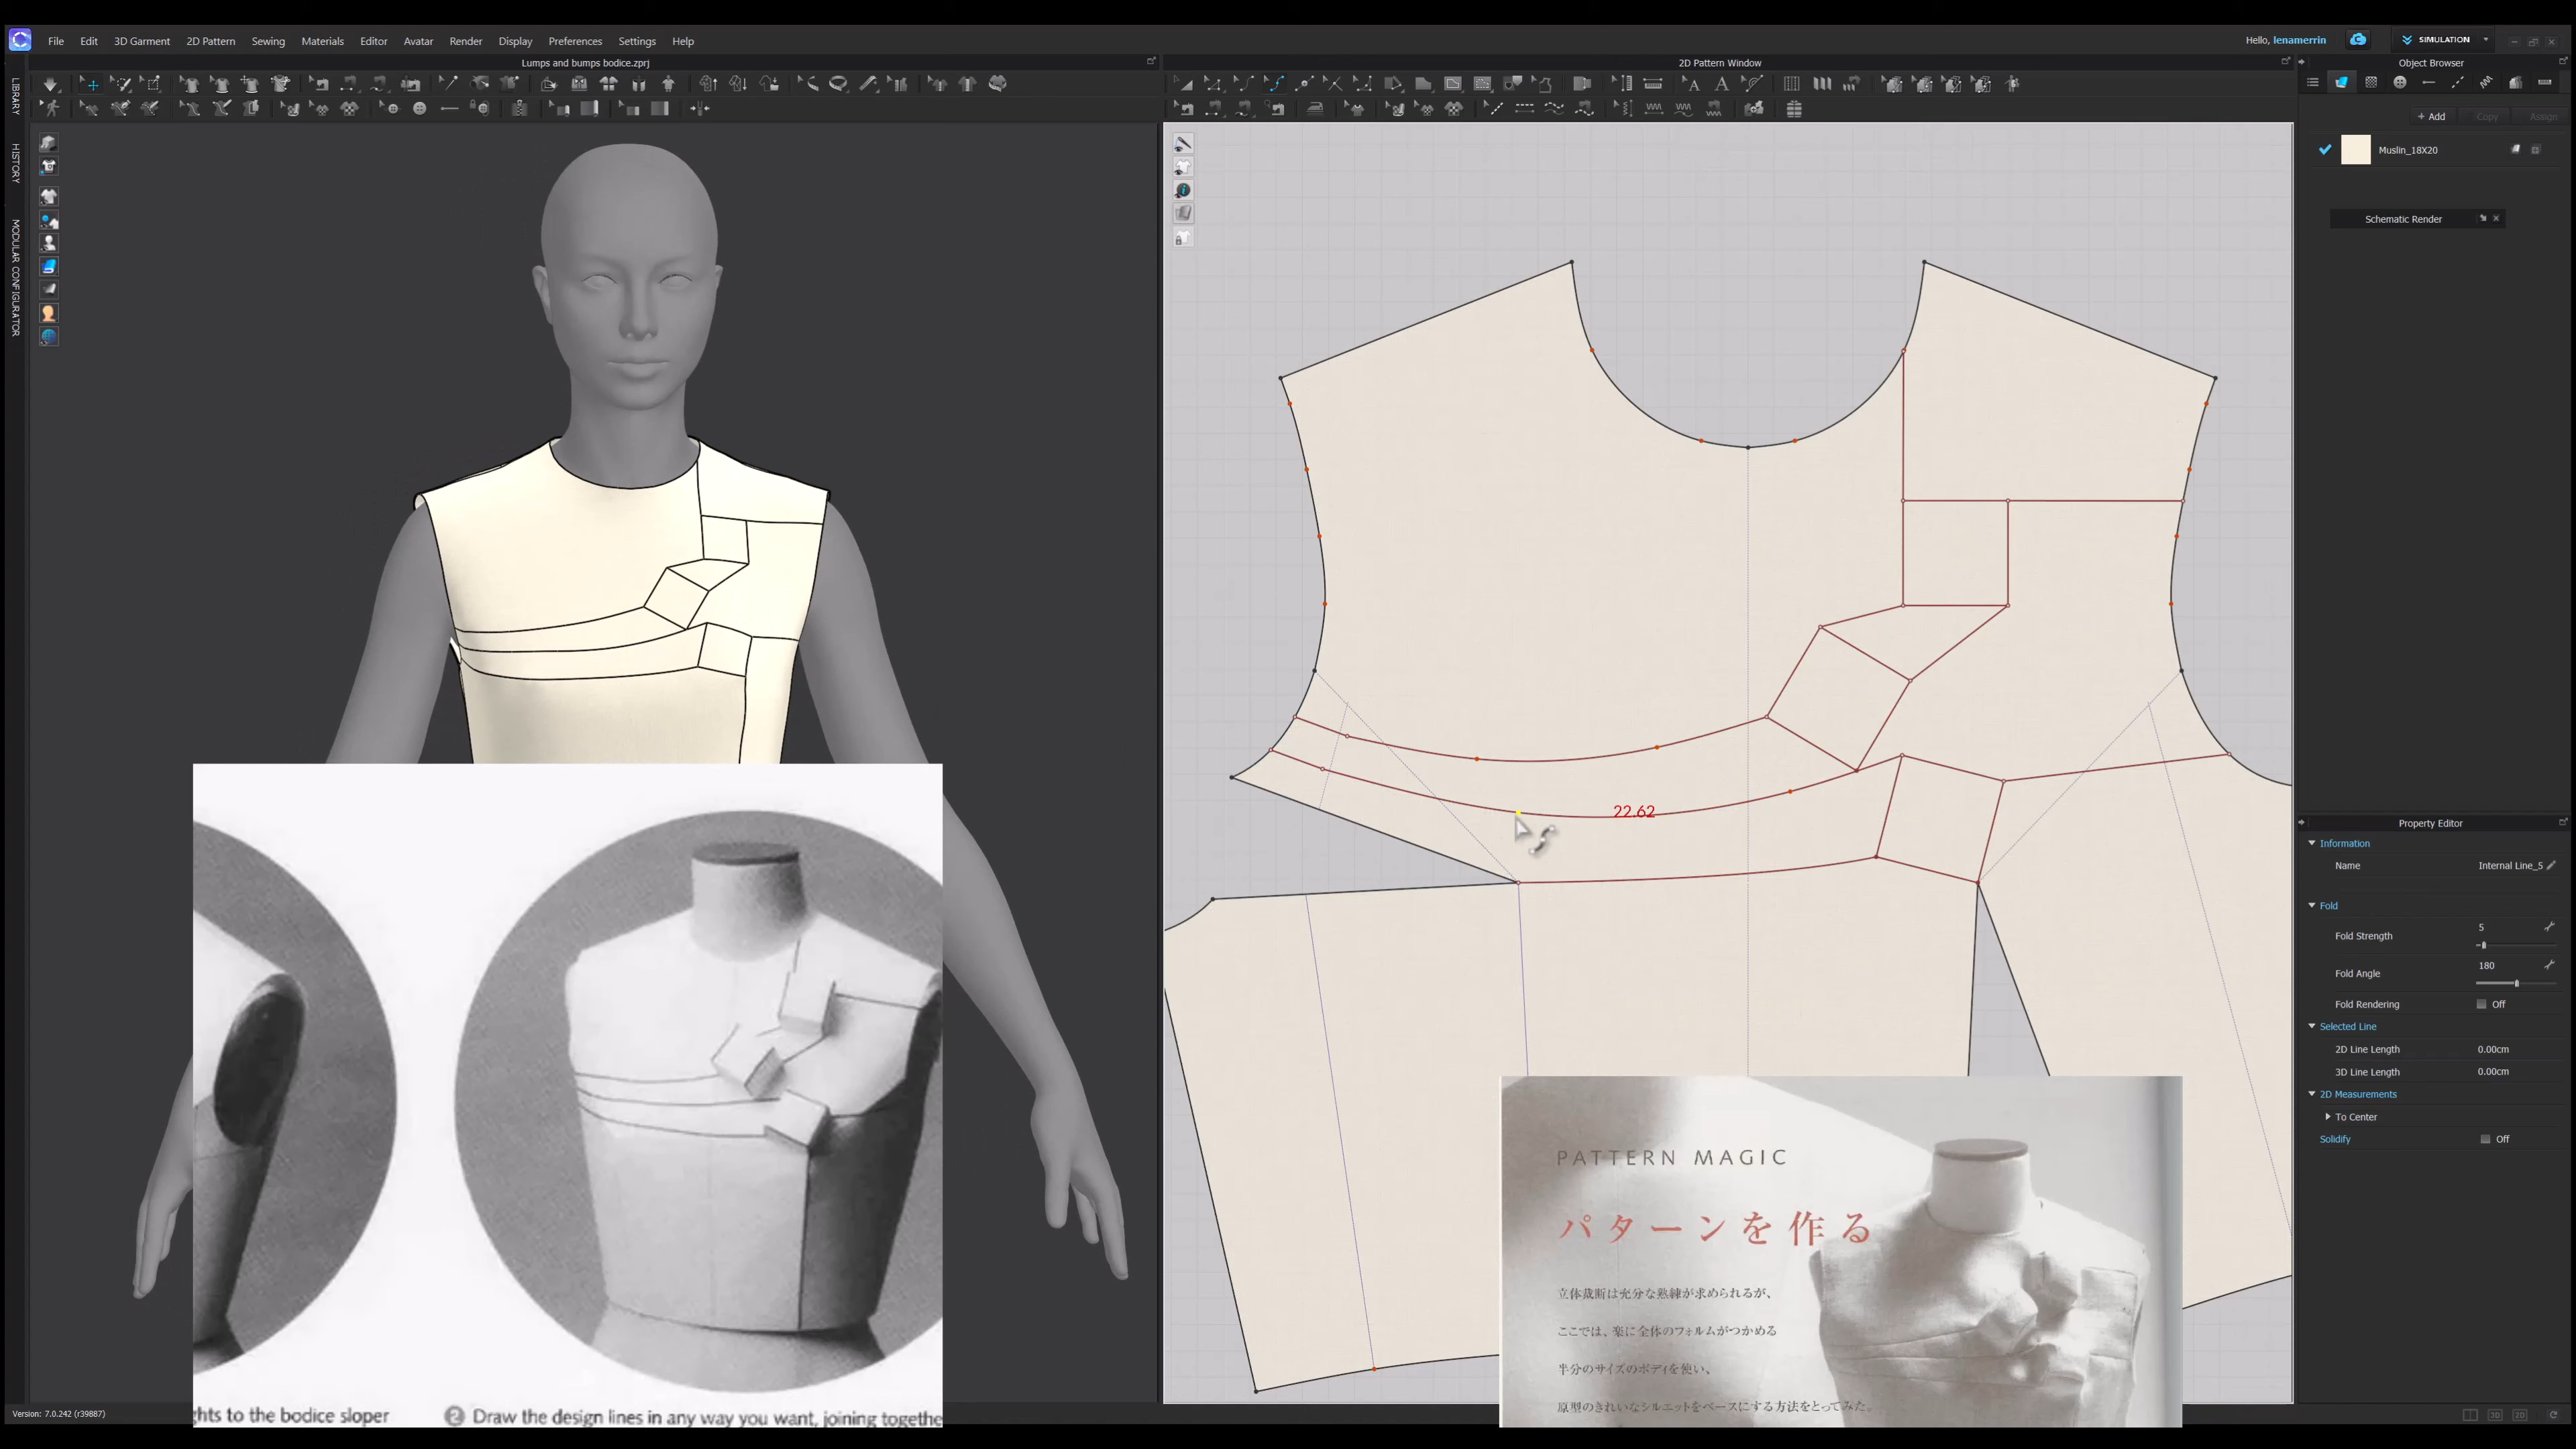 File Edit 3D Garment 2D Pattern Sewing Materials Editor Avatar Render Display Preferences Settings Help
Hello, lenamerrin
SIMULATION
Lumps and bumps bodice.zprj
2D Pattern Window
Object Browser
LIBRARY
HISTORY
MODULAR CONFIGURATOR
+ Add Copy Assign
Muslin_18X20
Schematic Render
22.62
Property Editor
Information
Name Internal Line_5
Fold
Fold Strength 5
Fold Angle 180
Fold Rendering Off
Selected Line
2D Line Length 0.00cm
3D Line Length 0.00cm
2D Measurements
To Center
Solidify Off
PATTERN MAGIC
パターンを作る
立体裁断は充分な熟練が求められるが、
ここでは、楽に全体のフォルムがつかめる
半分のサイズのボディを使い、
原型のきれいなシルエットをベースにする方法をとってみた。
hts to the bodice sloper
2 Draw the design lines in any way you want, joining togethe
Version: 7.0.242 (r39887)
3D 2D